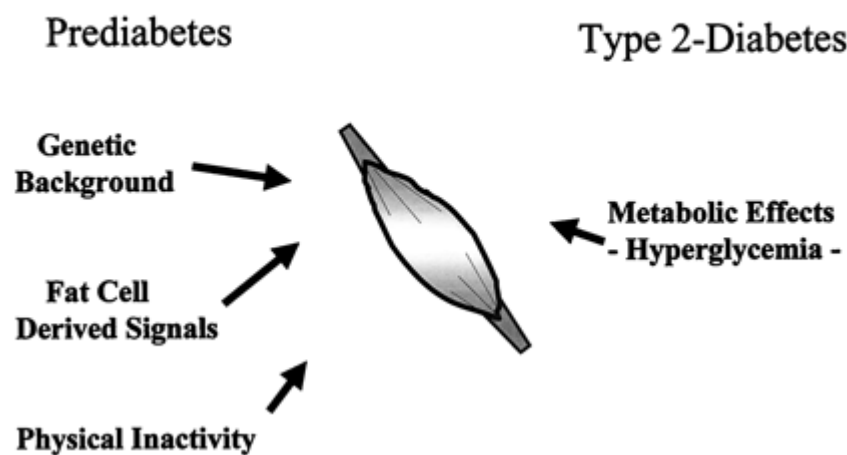 Prediabetes
Type 2-Diabetes
Genetic
Background
Fat Cell
Derived Signals
Physical Inactivity
Metabolic Effects
- Hyperglycemia -